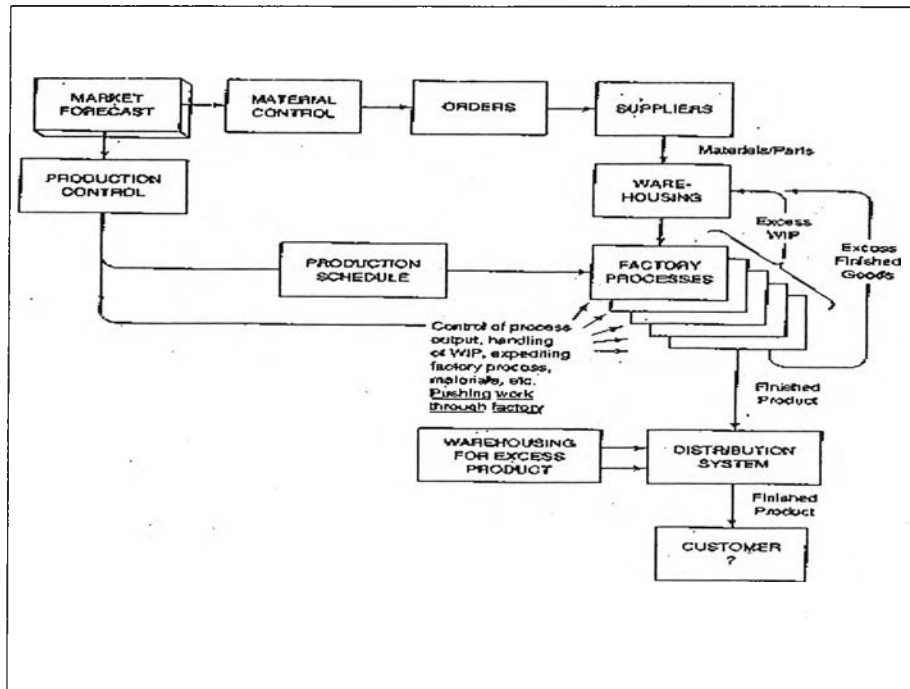 MARKET
FORECAST
MATERIAL
CONTROL
ORDERS
SUPPLIERS
Materials/Parts
PRODUCTION
CONTROL
WARE-
HOUSING
Excess
WIP
Excess
Finished
Goods
PRODUCTION
SCHEDULE
FACTORY
PROCESSES
Control of process
output, handling
of WIP, expediting
factory process,
materials, etc.
Pushing work
through factory
Finished
Product
WAREHOUSING
FOR EXCESS
PRODUCT
DISTRIBUTION
SYSTEM
Finished
Product
CUSTOMER
?